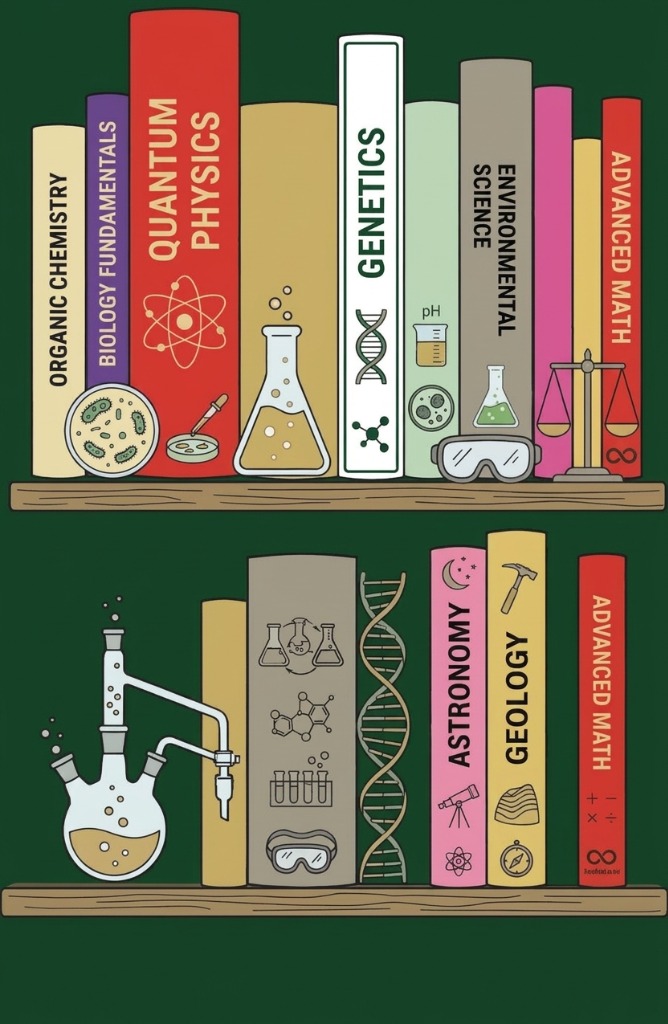 ORGANIC CHEMISTRY
BIOLOGY FUNDAMENTALS
QUANTUM
PHYSICS
GENETICS
pH
ENVIRONMENTAL
SCIENCE
ADVANCED MATH
∞
ASTRONOMY
GEOLOGY
ADVANCED MATH
+ −
× ÷
∞